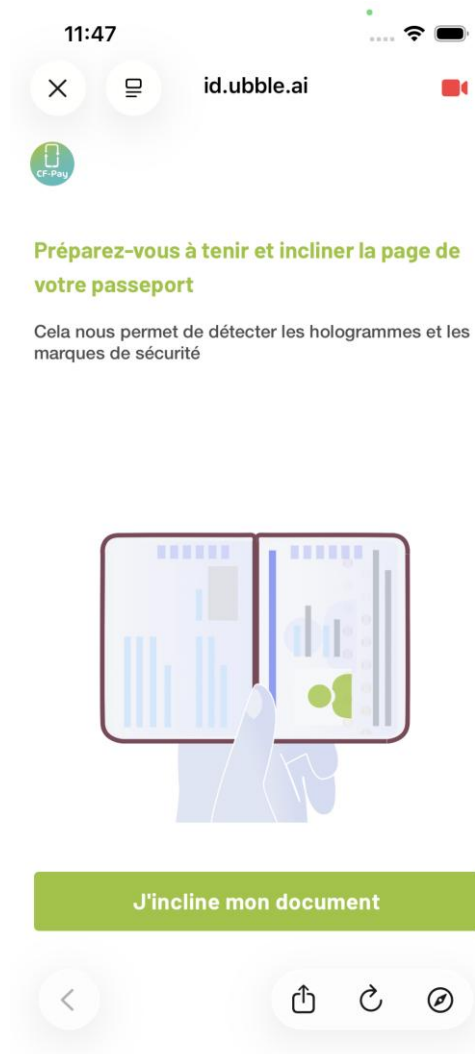 11:47
id.ubble.ai
CF-Pay
Préparez-vous à tenir et incliner la page de
votre passeport
Cela nous permet de détecter les hologrammes et les
marques de sécurité
J'incline mon document